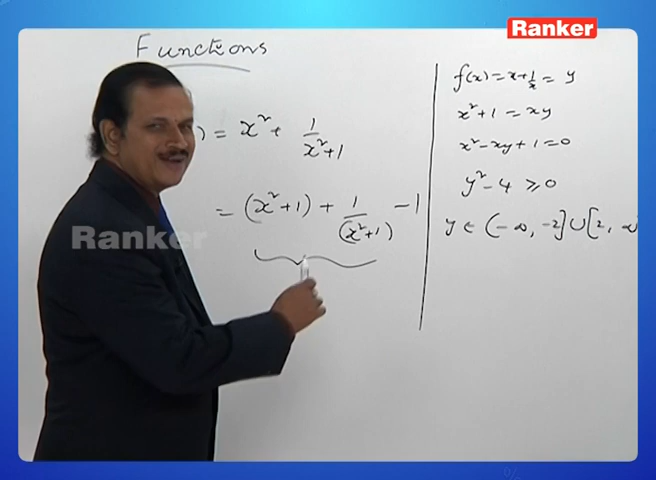 Ranker
Functions
) = x² + 1/(x²+1)
= (x²+1) + 1/(x²+1) - 1
f(x) = x + 1/x = y
x² + 1 = xy
x² - xy + 1 = 0
y² - 4 ≥ 0
y ∈ (-∞, -2] ∪ [2, ∞
Ranker